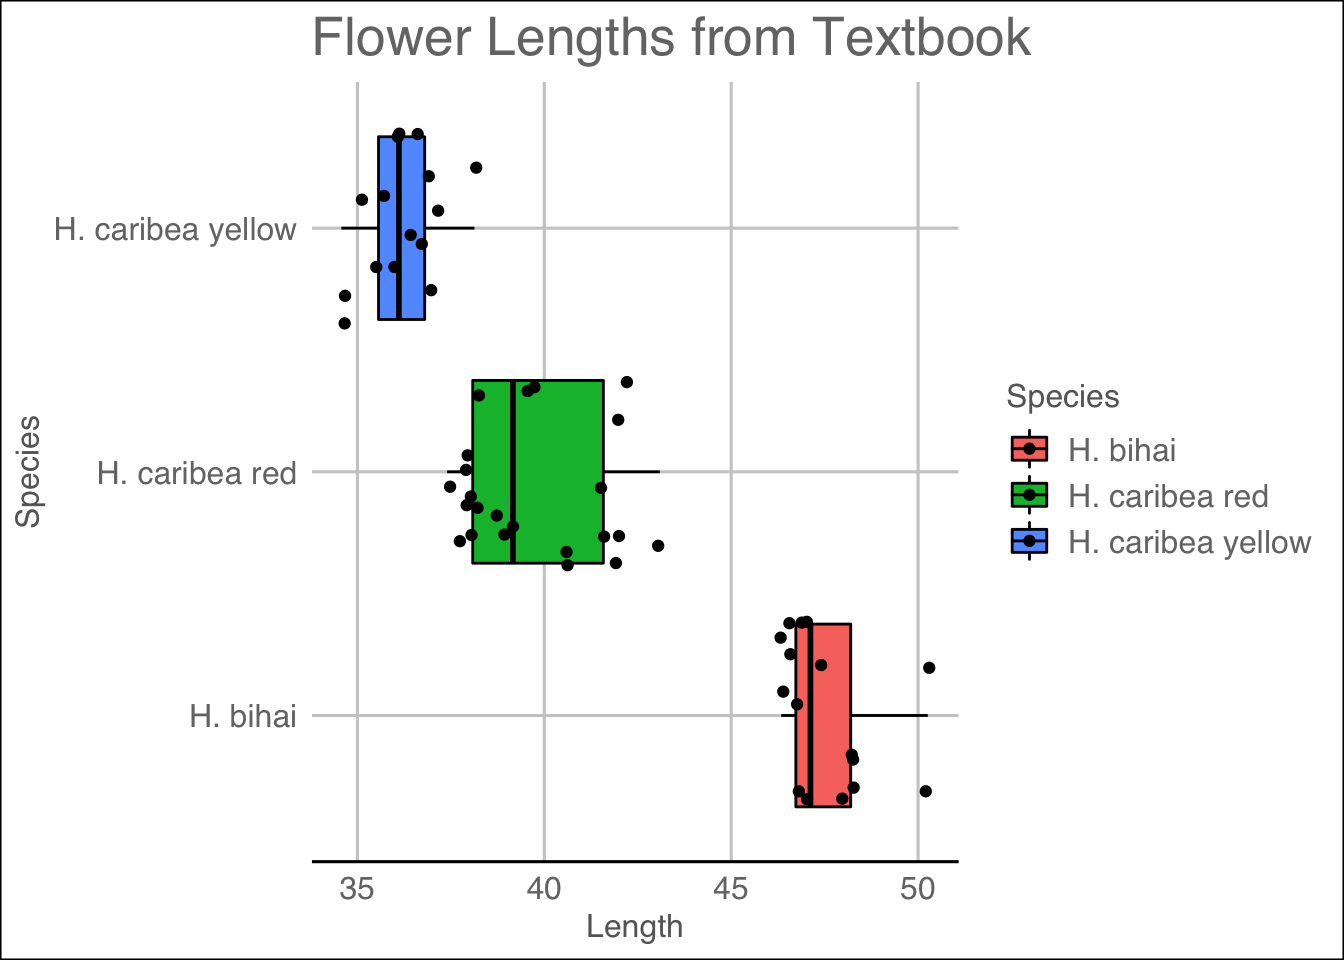 Flower Lengths from Textbook
H. caribea yellow
H. caribea red
H. bihai
Species
35 40 45 50
Length
Species
H. bihai
H. caribea red
H. caribea yellow